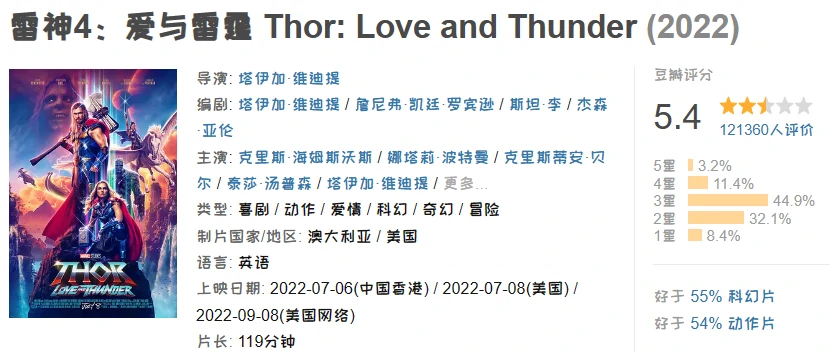 雷神4：爱与雷霆 Thor: Love and Thunder (2022)
导演: 塔伊加·维迪提
编剧: 塔伊加·维迪提 / 詹尼弗·凯廷·罗宾逊 / 斯坦·李 / 杰森
·亚伦
主演: 克里斯·海姆斯沃斯 / 娜塔莉·波特曼 / 克里斯蒂安·贝
尔 / 泰莎·汤普森 / 塔伊加·维迪提 / 更多...
类型: 喜剧 / 动作 / 爱情 / 科幻 / 奇幻 / 冒险
制片国家/地区: 澳大利亚 / 美国
语言: 英语
上映日期: 2022-07-06(中国香港) / 2022-07-08(美国) /
2022-09-08(美国网络)
片长: 119分钟
MARVEL STUDIOS
THOR
LOVE AND THUNDER
JULY 8
豆瓣评分
5.4
121360人评价
5星 3.2%
4星 11.4%
3星 44.9%
2星 32.1%
1星 8.4%
好于 55% 科幻片
好于 54% 动作片